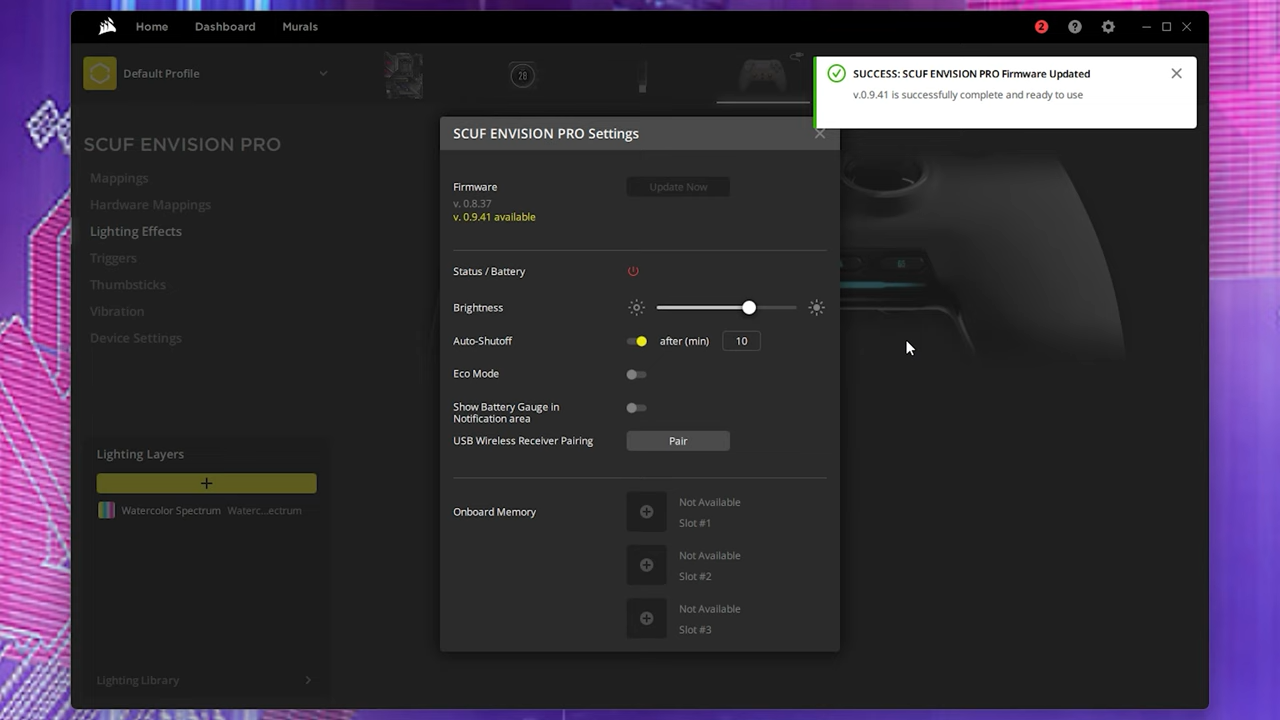 Home
Dashboard
Murals
2
Default Profile
28
SUCCESS: SCUF ENVISION PRO Firmware Updated
v.0.9.41 is successfully complete and ready to use
SCUF ENVISION PRO
Mappings
Hardware Mappings
Lighting Effects
Triggers
Thumbsticks
Vibration
Device Settings
SCUF ENVISION PRO Settings
Firmware
Update Now
v. 0.8.37
v. 0.9.41 available
Status / Battery
Brightness
Auto-Shutoff
after (min)
10
Eco Mode
Show Battery Gauge in
Notification area
USB Wireless Receiver Pairing
Pair
Onboard Memory
Not Available
Slot #1
Not Available
Slot #2
Not Available
Slot #3
Lighting Layers
Watercolor Spectrum Waterc...ectrum
Lighting Library